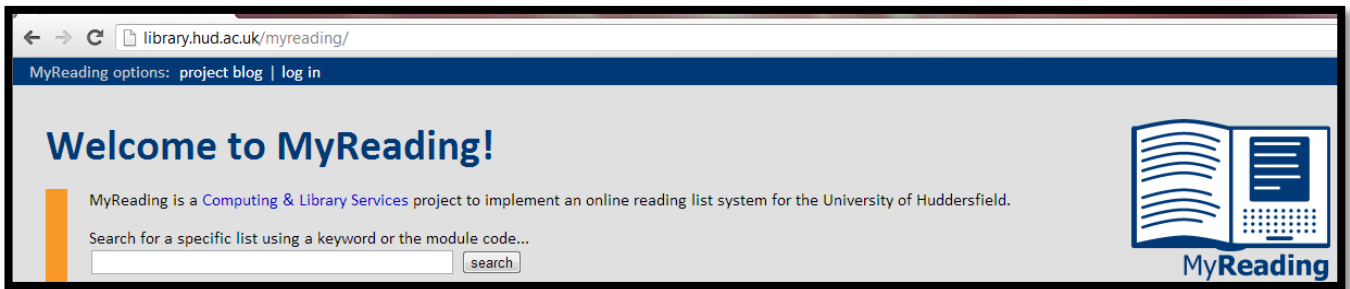 library.hud.ac.uk/myreading/
MyReading options: project blog | log in
Welcome to MyReading!
MyReading is a Computing & Library Services project to implement an online reading list system for the University of Huddersfield.
Search for a specific list using a keyword or the module code...
search
MyReading